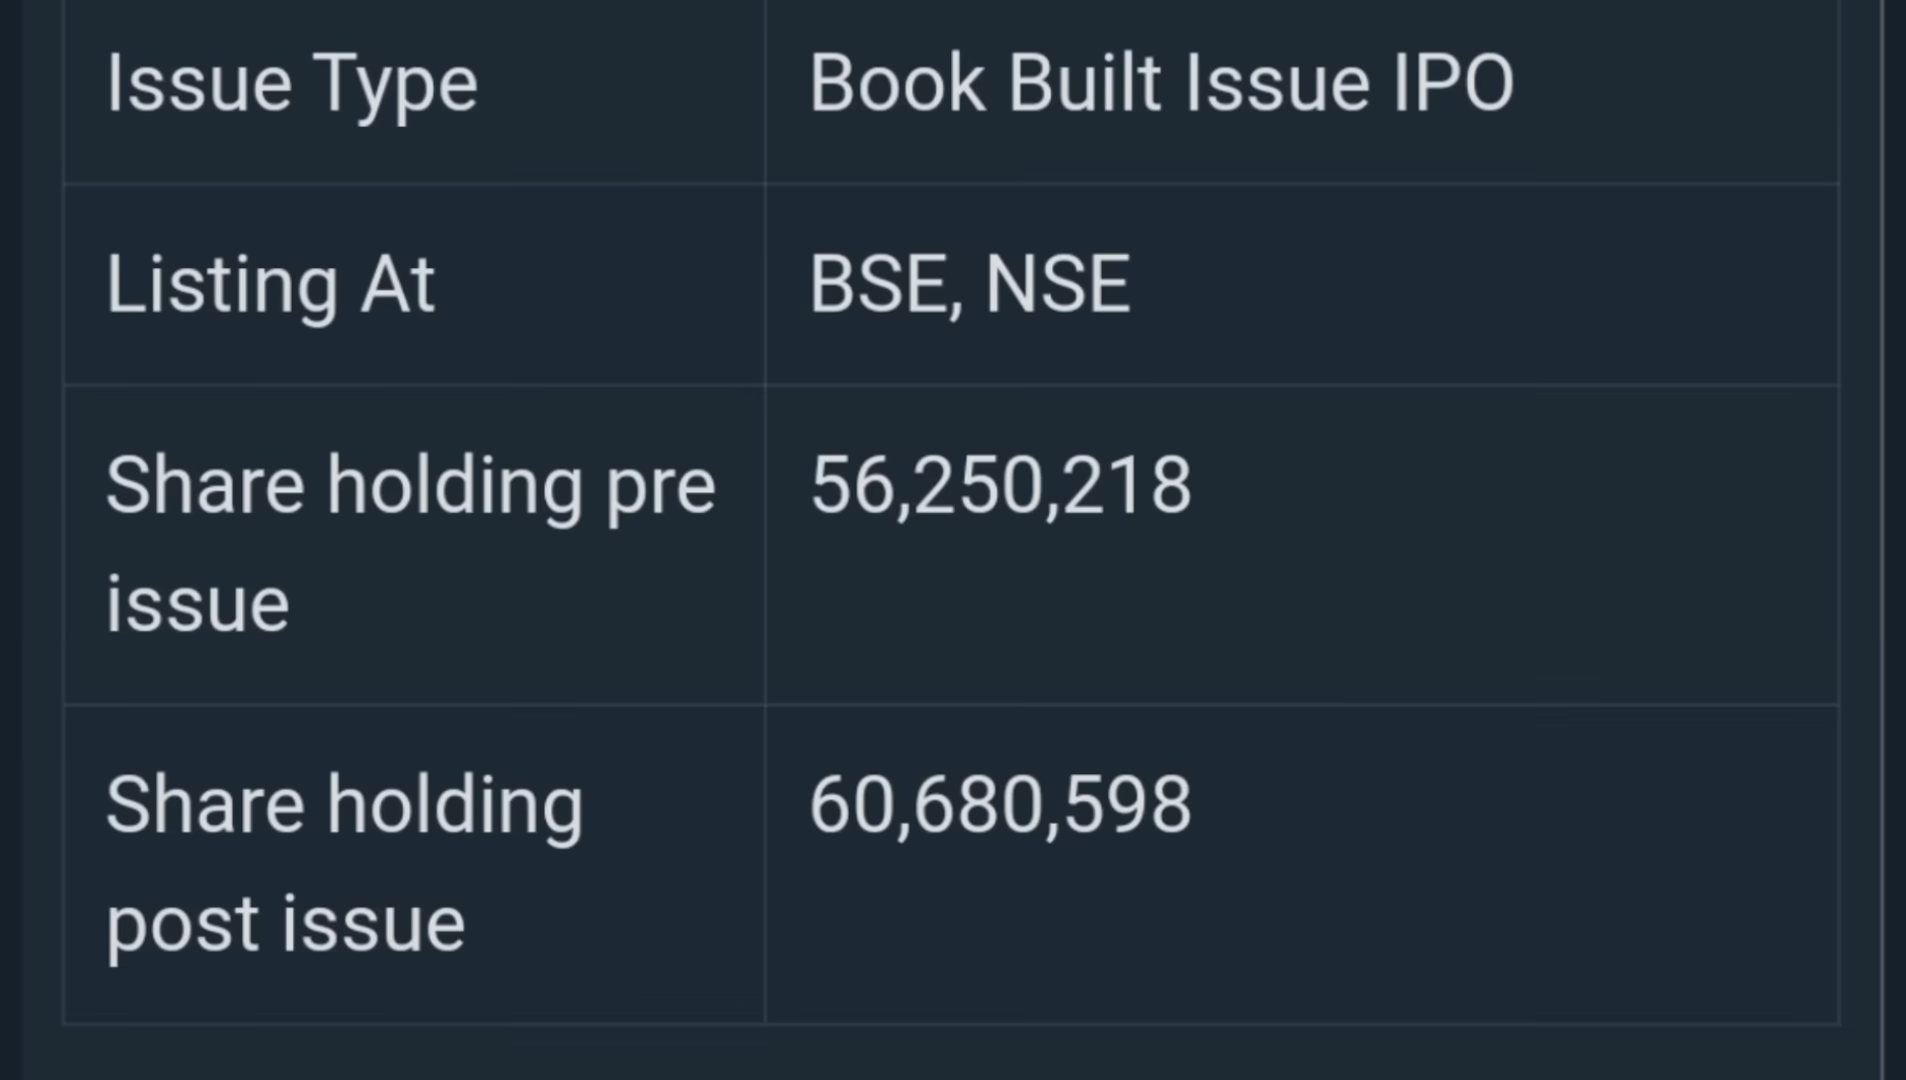 Issue Type
Book Built Issue IPO
Listing At
BSE, NSE
Share holding pre
issue
56,250,218
Share holding
post issue
60,680,598